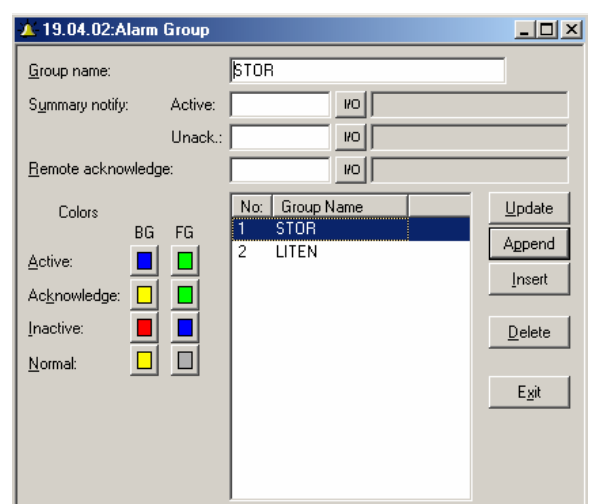 19.04.02:Alarm Group
Group name: STOR
Summary notify: Active: I/O
Unack.: I/O
Remote acknowledge: I/O
Colors
BG FG
Active:
Acknowledge:
Inactive:
Normal:
No: Group Name
1 STOR
2 LITEN
Update
Append
Insert
Delete
Exit